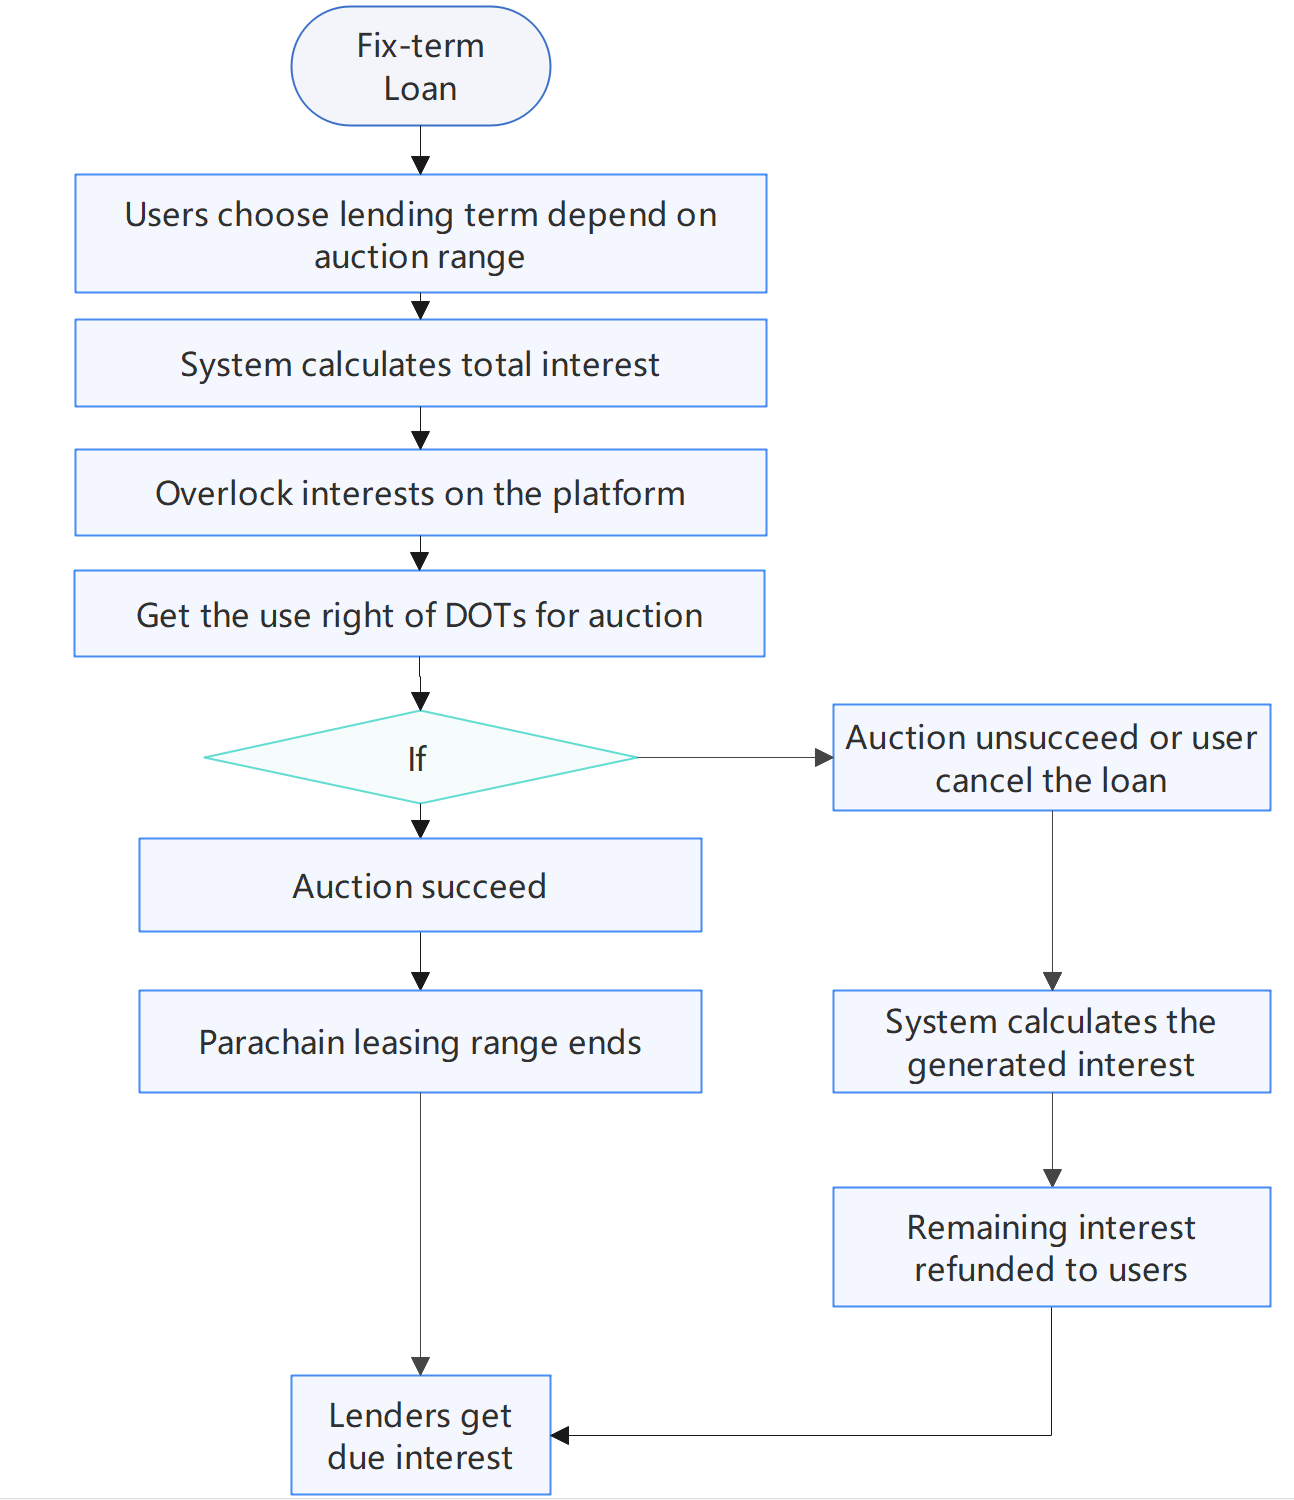 Fix-term
Loan
Users choose lending term depend on
auction range
System calculates total interest
Overlock interests on the platform
Get the use right of DOTs for auction
If
Auction unsucceed or user
cancel the loan
Auction succeed
Parachain leasing range ends
System calculates the
generated interest
Remaining interest
refunded to users
Lenders get
due interest